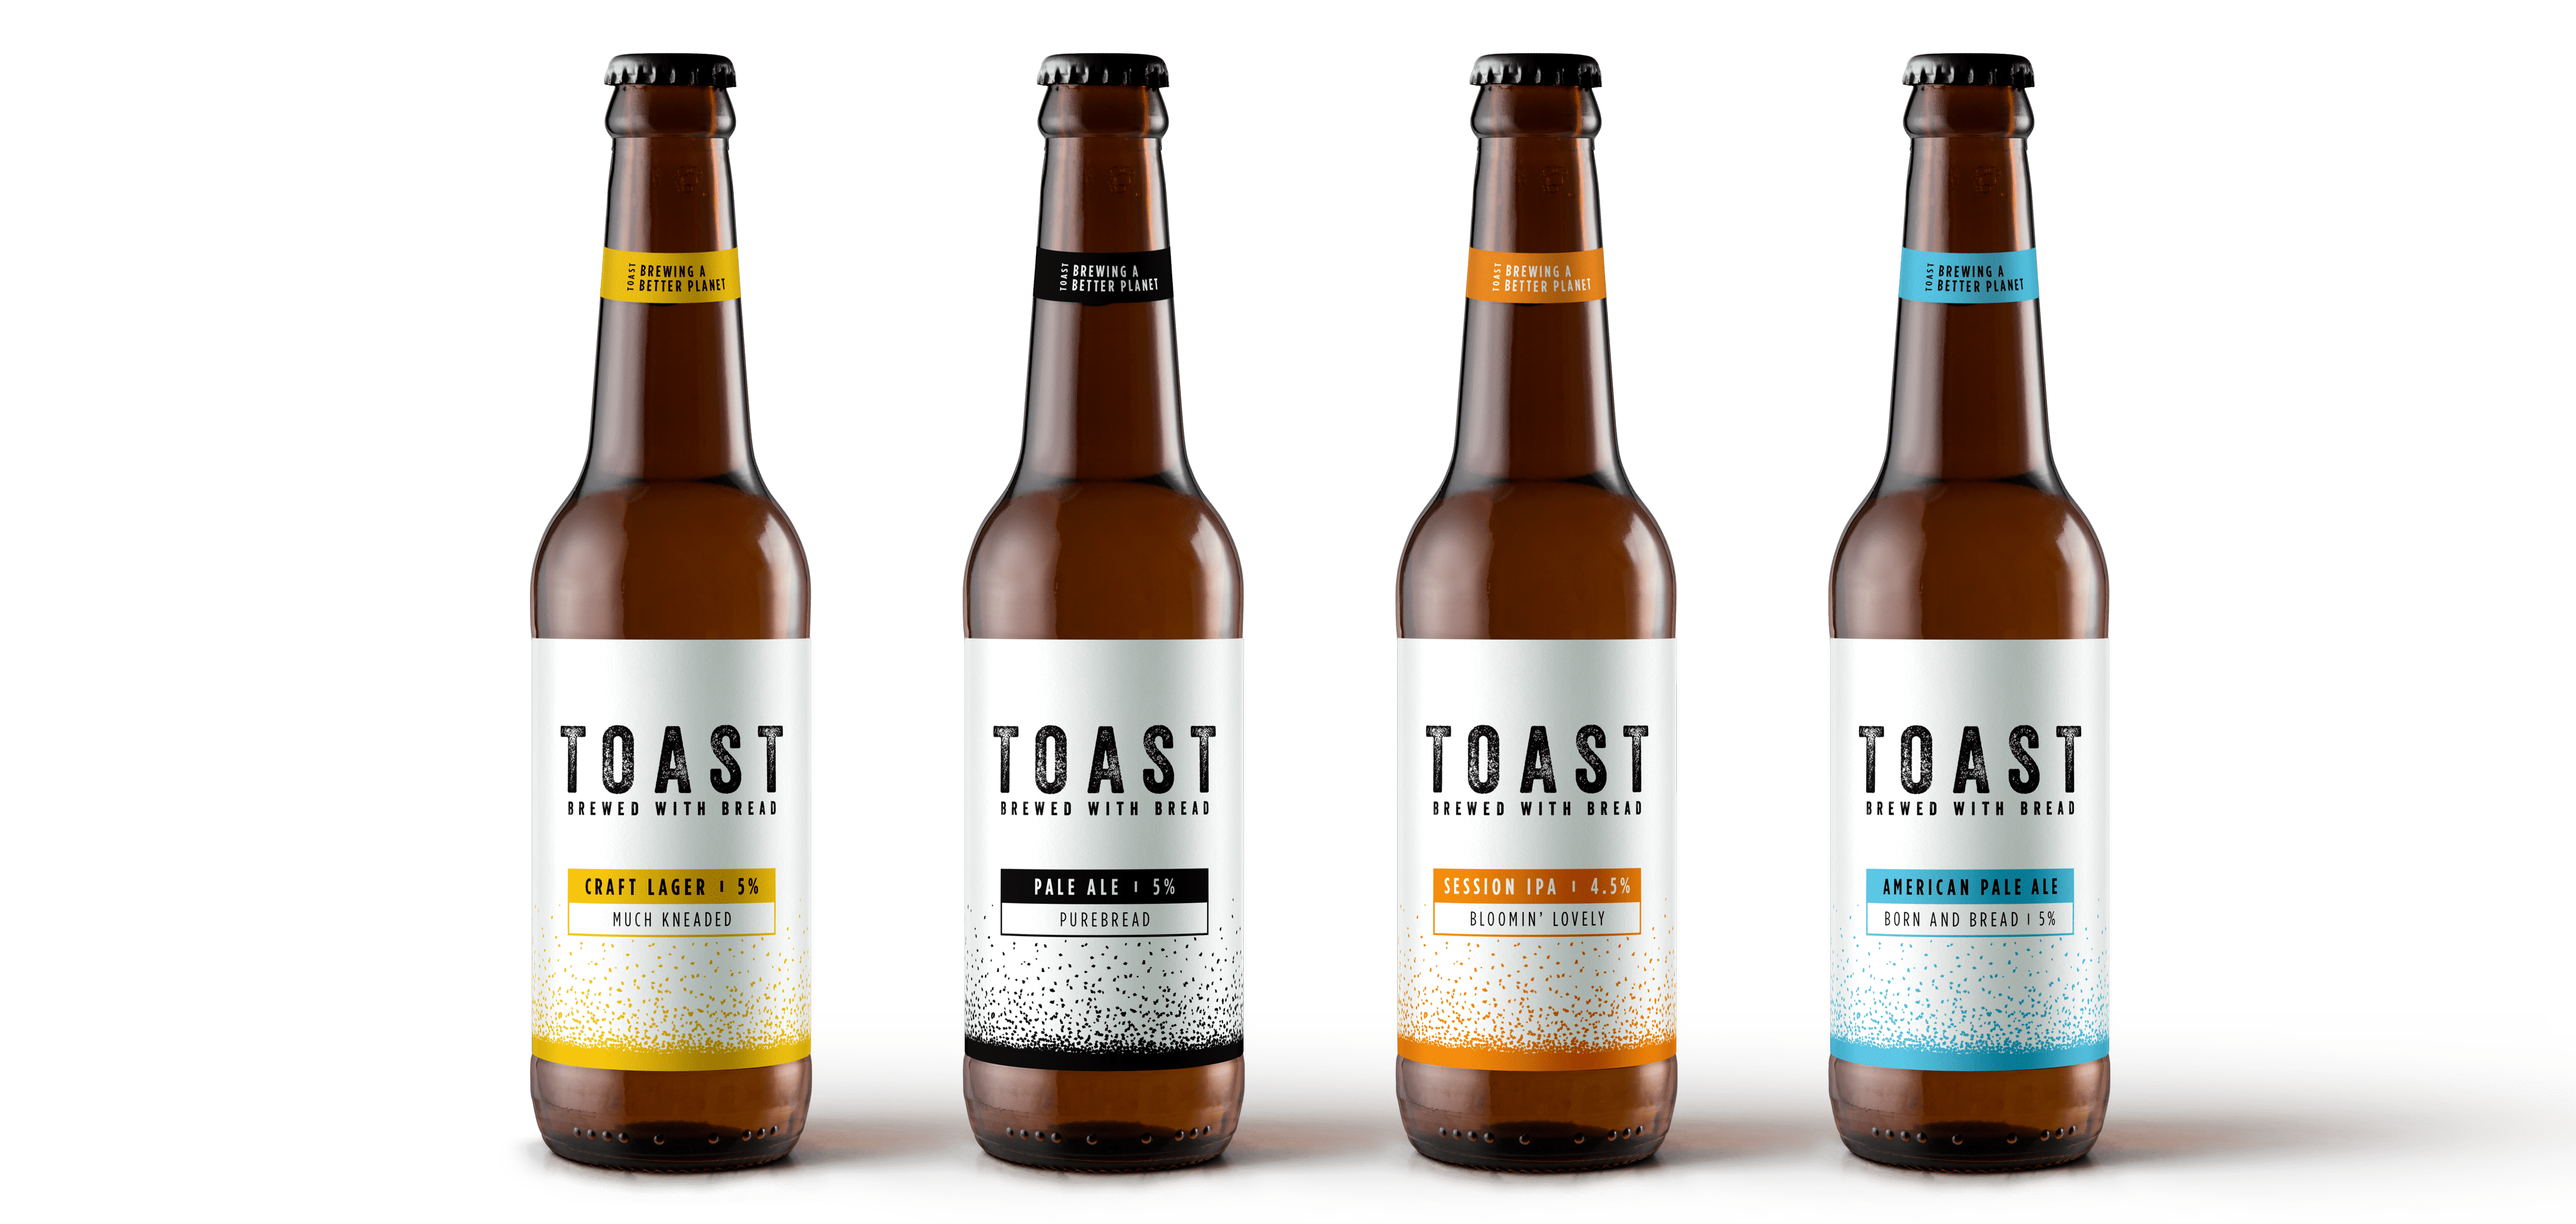 TOAST
BREWING A
BETTER PLANET
TOAST
BREWED WITH BREAD
CRAFT LAGER | 5%
MUCH KNEADED
TOAST
BREWING A
BETTER PLANET
TOAST
BREWED WITH BREAD
PALE ALE | 5%
PUREBREAD
TOAST
BREWING A
BETTER PLANET
TOAST
BREWED WITH BREAD
SESSION IPA | 4.5%
BLOOMIN' LOVELY
TOAST
BREWING A
BETTER PLANET
TOAST
BREWED WITH BREAD
AMERICAN PALE ALE
BORN AND BREAD | 5%